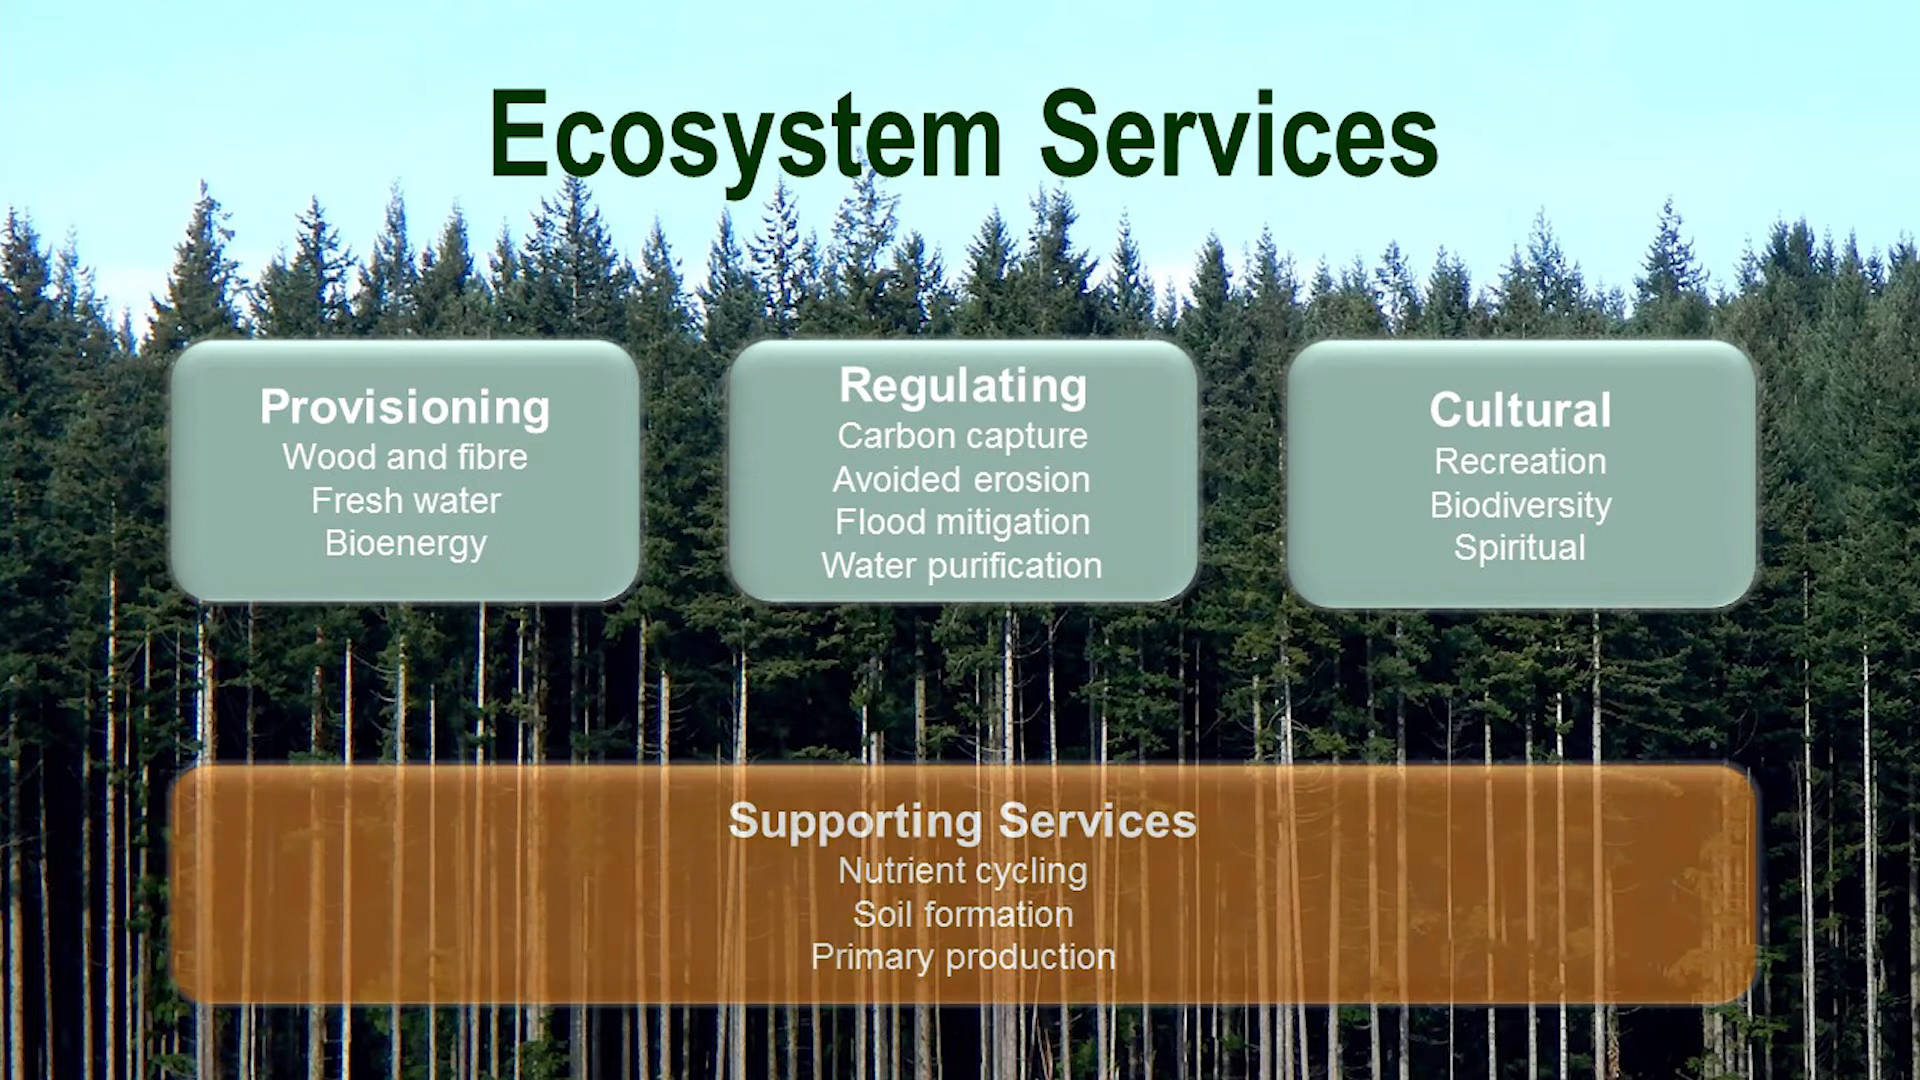 Ecosystem Services
Provisioning
Wood and fibre
Fresh water
Bioenergy
Regulating
Carbon capture
Avoided erosion
Flood mitigation
Water purification
Cultural
Recreation
Biodiversity
Spiritual
Supporting Services
Nutrient cycling
Soil formation
Primary production